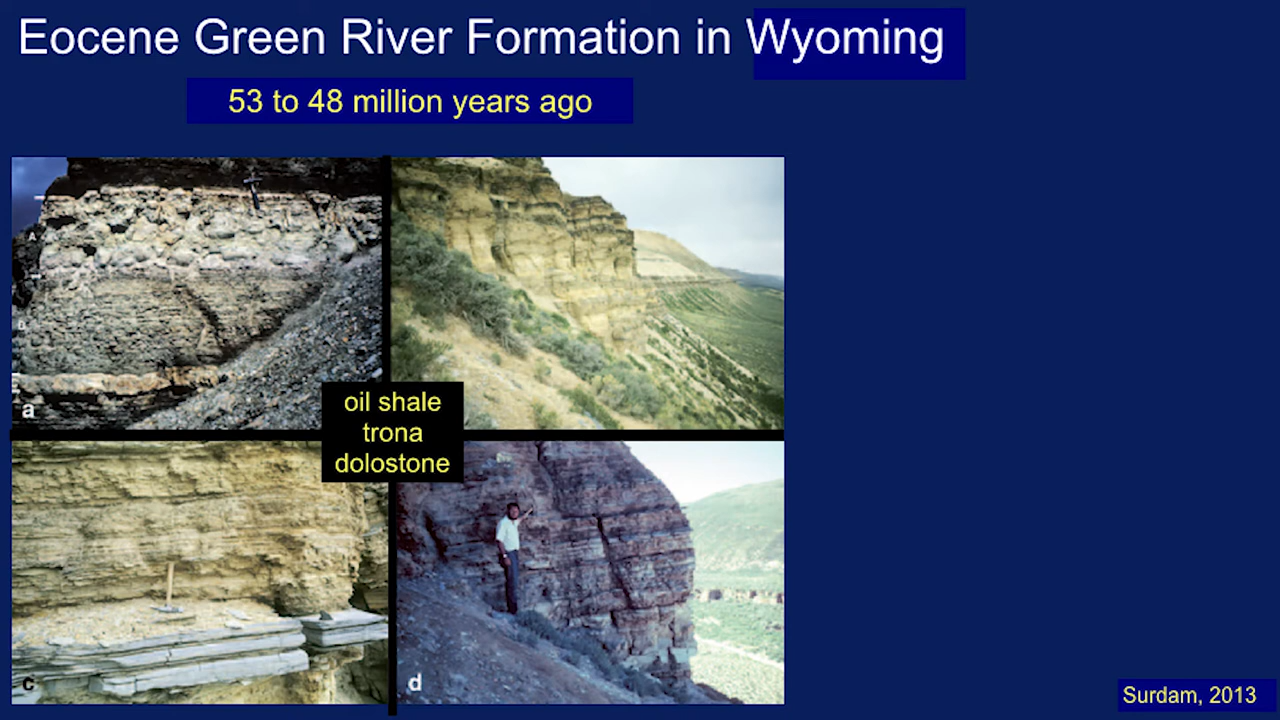 Eocene Green River Formation in Wyoming
53 to 48 million years ago
A
a
oil shale
trona
dolostone
c
d
Surdam, 2013